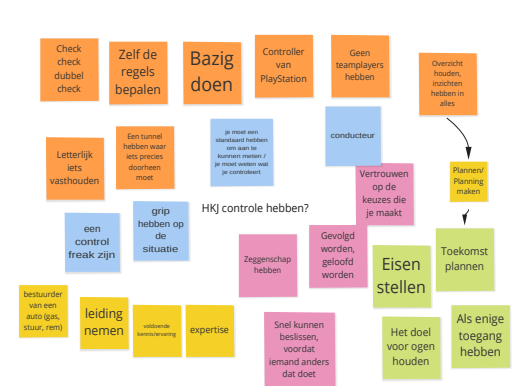 Check
check
dubbel
check
Zelf de
regels
bepalen
Bazig
doen
Controller
van
PlayStation
Geen
teamplayers
hebben
Overzicht
houden,
inzichten
hebben in
alles
Letterlijk
iets
vasthouden
Een tunnel
hebben waar
iets precies
doorheen
moet
je moet een
standaard hebben
om aan te
kunnen meten /
je moet weten wat
je controleert
conducteur
Vertrouwen
op de
keuzes die
je maakt
Plannen/
Planning
maken
een
control
freak zijn
grip
hebben op
de
situatie
HKJ controle hebben?
Zeggenschap
hebben
Gevolgd
worden,
geloofd
worden
Eisen
stellen
Toekomst
plannen
bestuurder
van een
auto (gas,
stuur, rem)
leiding
nemen
voldoende
kennis/ervaring
expertise
Snel kunnen
beslissen,
voordat
iemand anders
dat doet
Het doel
voor ogen
houden
Als enige
toegang
hebben